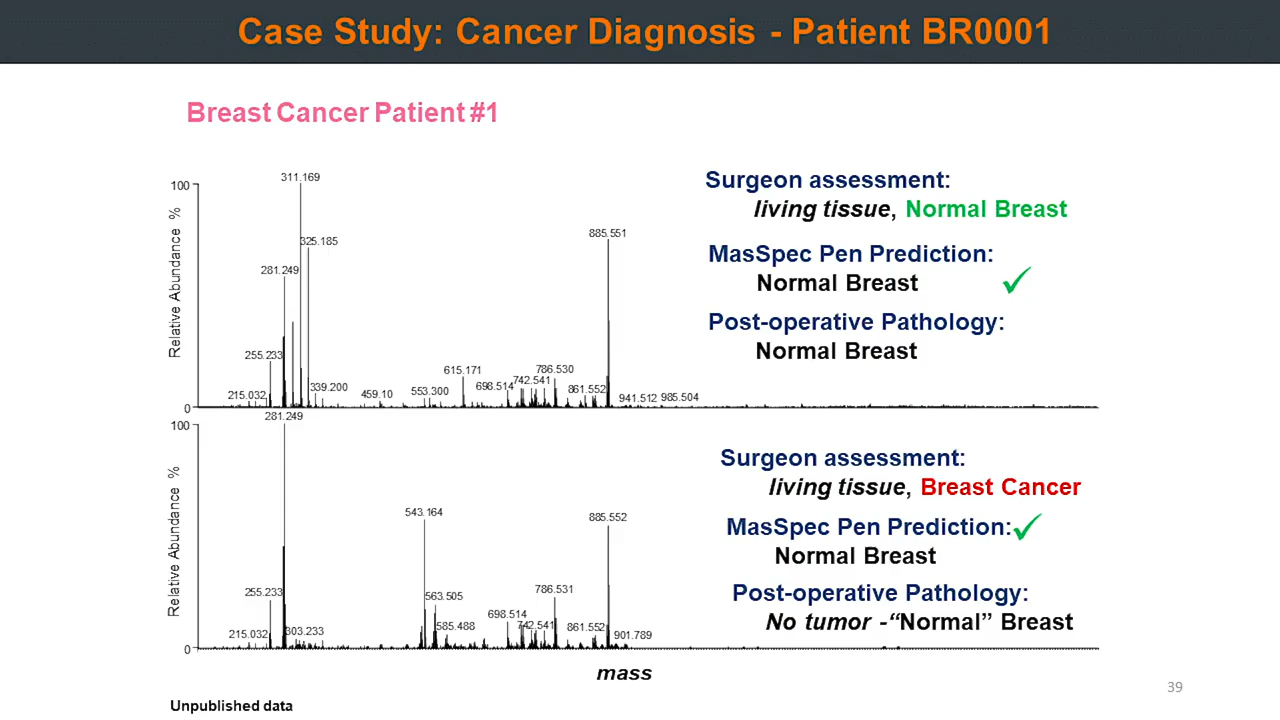 Case Study: Cancer Diagnosis - Patient BR0001
Breast Cancer Patient #1
Relative Abundance %
100
0
311.169
325.185
281.249
255.233
215.032
339.200
459.10
553.300
615.171
698.514
742.541
786.530
861.552
885.551
941.512
985.504
Surgeon assessment:
living tissue, Normal Breast
MasSpec Pen Prediction:
Normal Breast
Post-operative Pathology:
Normal Breast
Relative Abundance %
100
0
281.249
255.233
215.032
303.233
543.164
563.505
585.488
698.514
742.541
786.531
861.552
885.552
901.789
mass
Surgeon assessment:
living tissue, Breast Cancer
MasSpec Pen Prediction:
Normal Breast
Post-operative Pathology:
No tumor -“Normal” Breast
Unpublished data
39